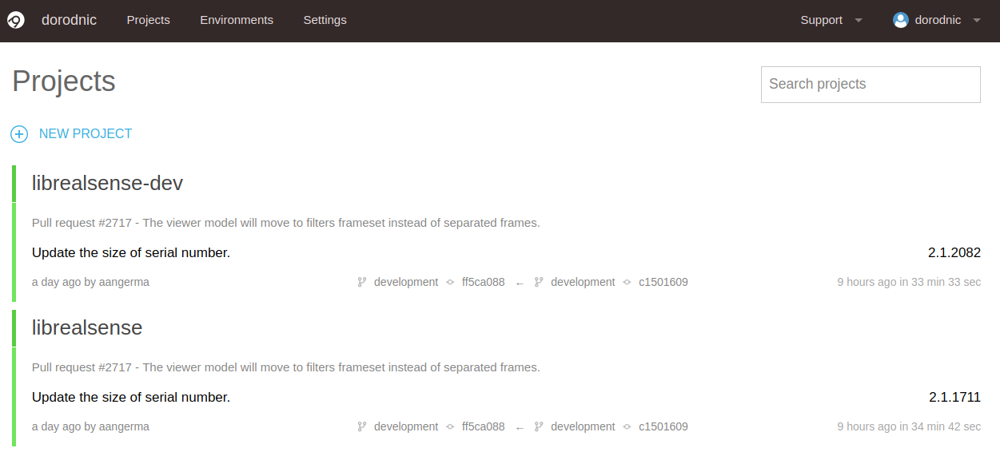 dorodnic Projects Environments Settings Support dorodnic
Projects
Search projects
NEW PROJECT
librealsense-dev
Pull request #2717 - The viewer model will move to filters frameset instead of separated frames.
Update the size of serial number. 2.1.2082
a day ago by aangerma development ff5ca088 ← development c1501609 9 hours ago in 33 min 33 sec
librealsense
Pull request #2717 - The viewer model will move to filters frameset instead of separated frames.
Update the size of serial number. 2.1.1711
a day ago by aangerma development ff5ca088 ← development c1501609 9 hours ago in 34 min 42 sec